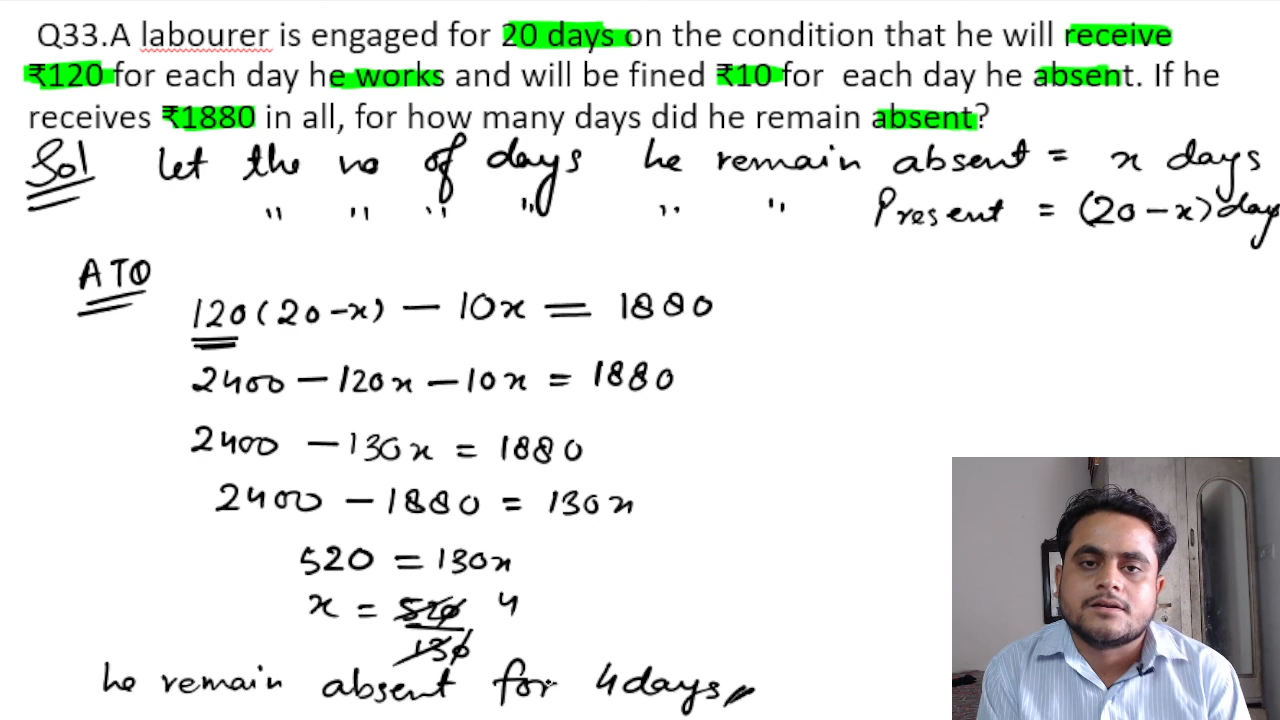 Q33.A labourer is engaged for 20 days on the condition that he will receive
₹120 for each day he works and will be fined ₹10 for each day he absent. If he
receives ₹1880 in all, for how many days did he remain absent?
Sol Let the no of days he remain absent = x days
" " " " " " Present = (20-x) days
ATQ
120(20-x) - 10x = 1880
2400 - 120x - 10x = 1880
2400 - 130x = 1880
2400 - 1880 = 130x
520 = 130x
x = 520/130 4
he remain absent for 4 days